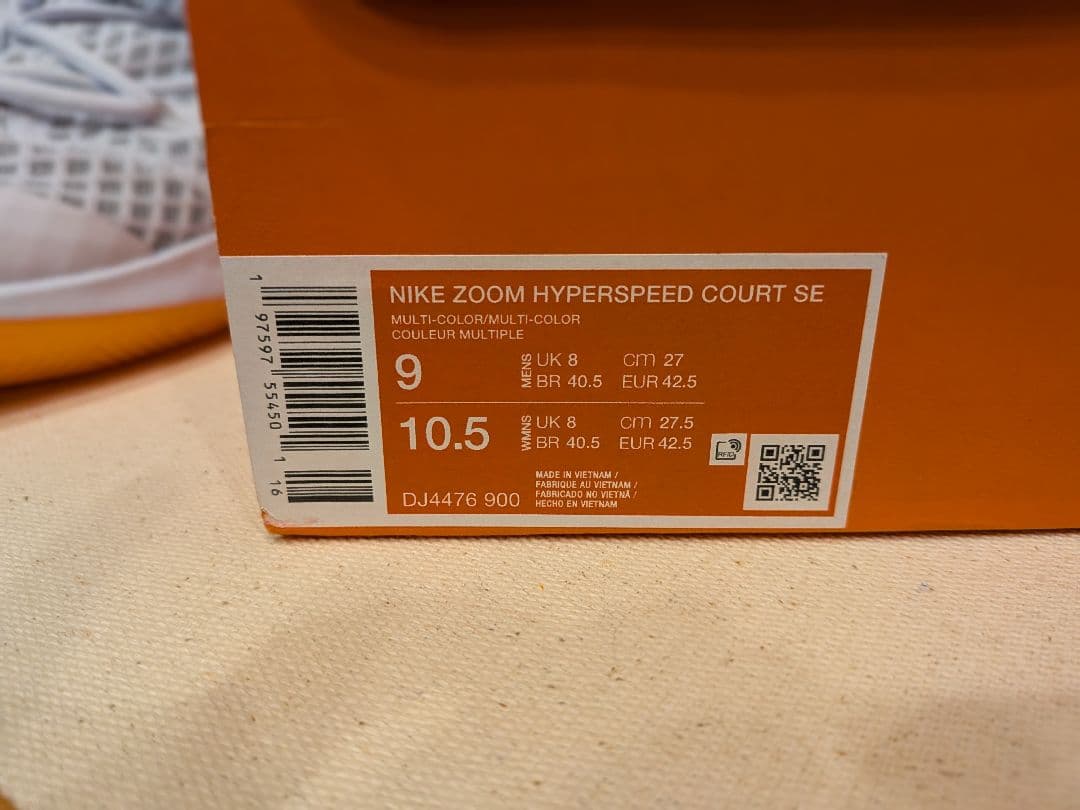 NIKE ZOOM HYPERSPEED COURT SE
MULTI-COLOR/MULTI-COLOR
COULEUR MULTIPLE
9 MENS UK 8 cm 27
BR 40.5 EUR 42.5
10.5 WMNS UK 8 cm 27.5
BR 40.5 EUR 42.5
RFID
MADE IN VIETNAM /
FABRIQUE AU VIETNAM /
FABRICADO NO VIETNÃ /
HECHO EN VIETNAM
DJ4476 900
1 97597 55450 1 16